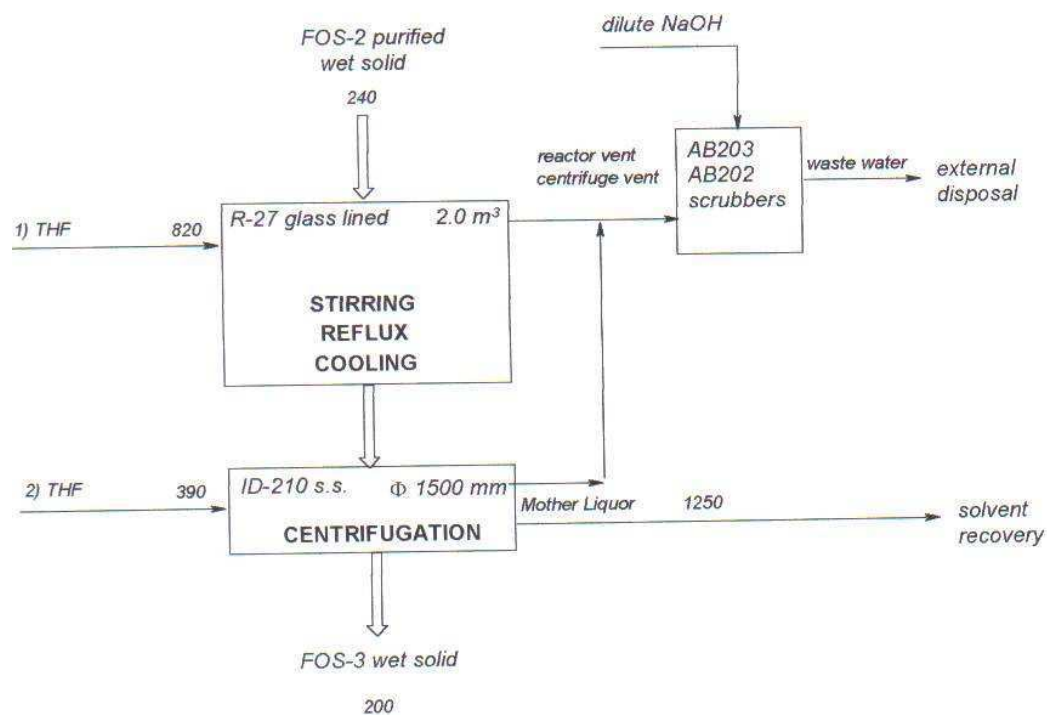 FOS-2 purified
wet solid
240
dilute NaOH
reactor vent
centrifuge vent
AB203
AB202
scrubbers
waste water
external
disposal
1) THF 820
R-27 glass lined 2.0 m³
STIRRING
REFLUX
COOLING
2) THF 390
ID-210 s.s. Φ 1500 mm
CENTRIFUGATION
Mother Liquor 1250
solvent
recovery
FOS-3 wet solid
200